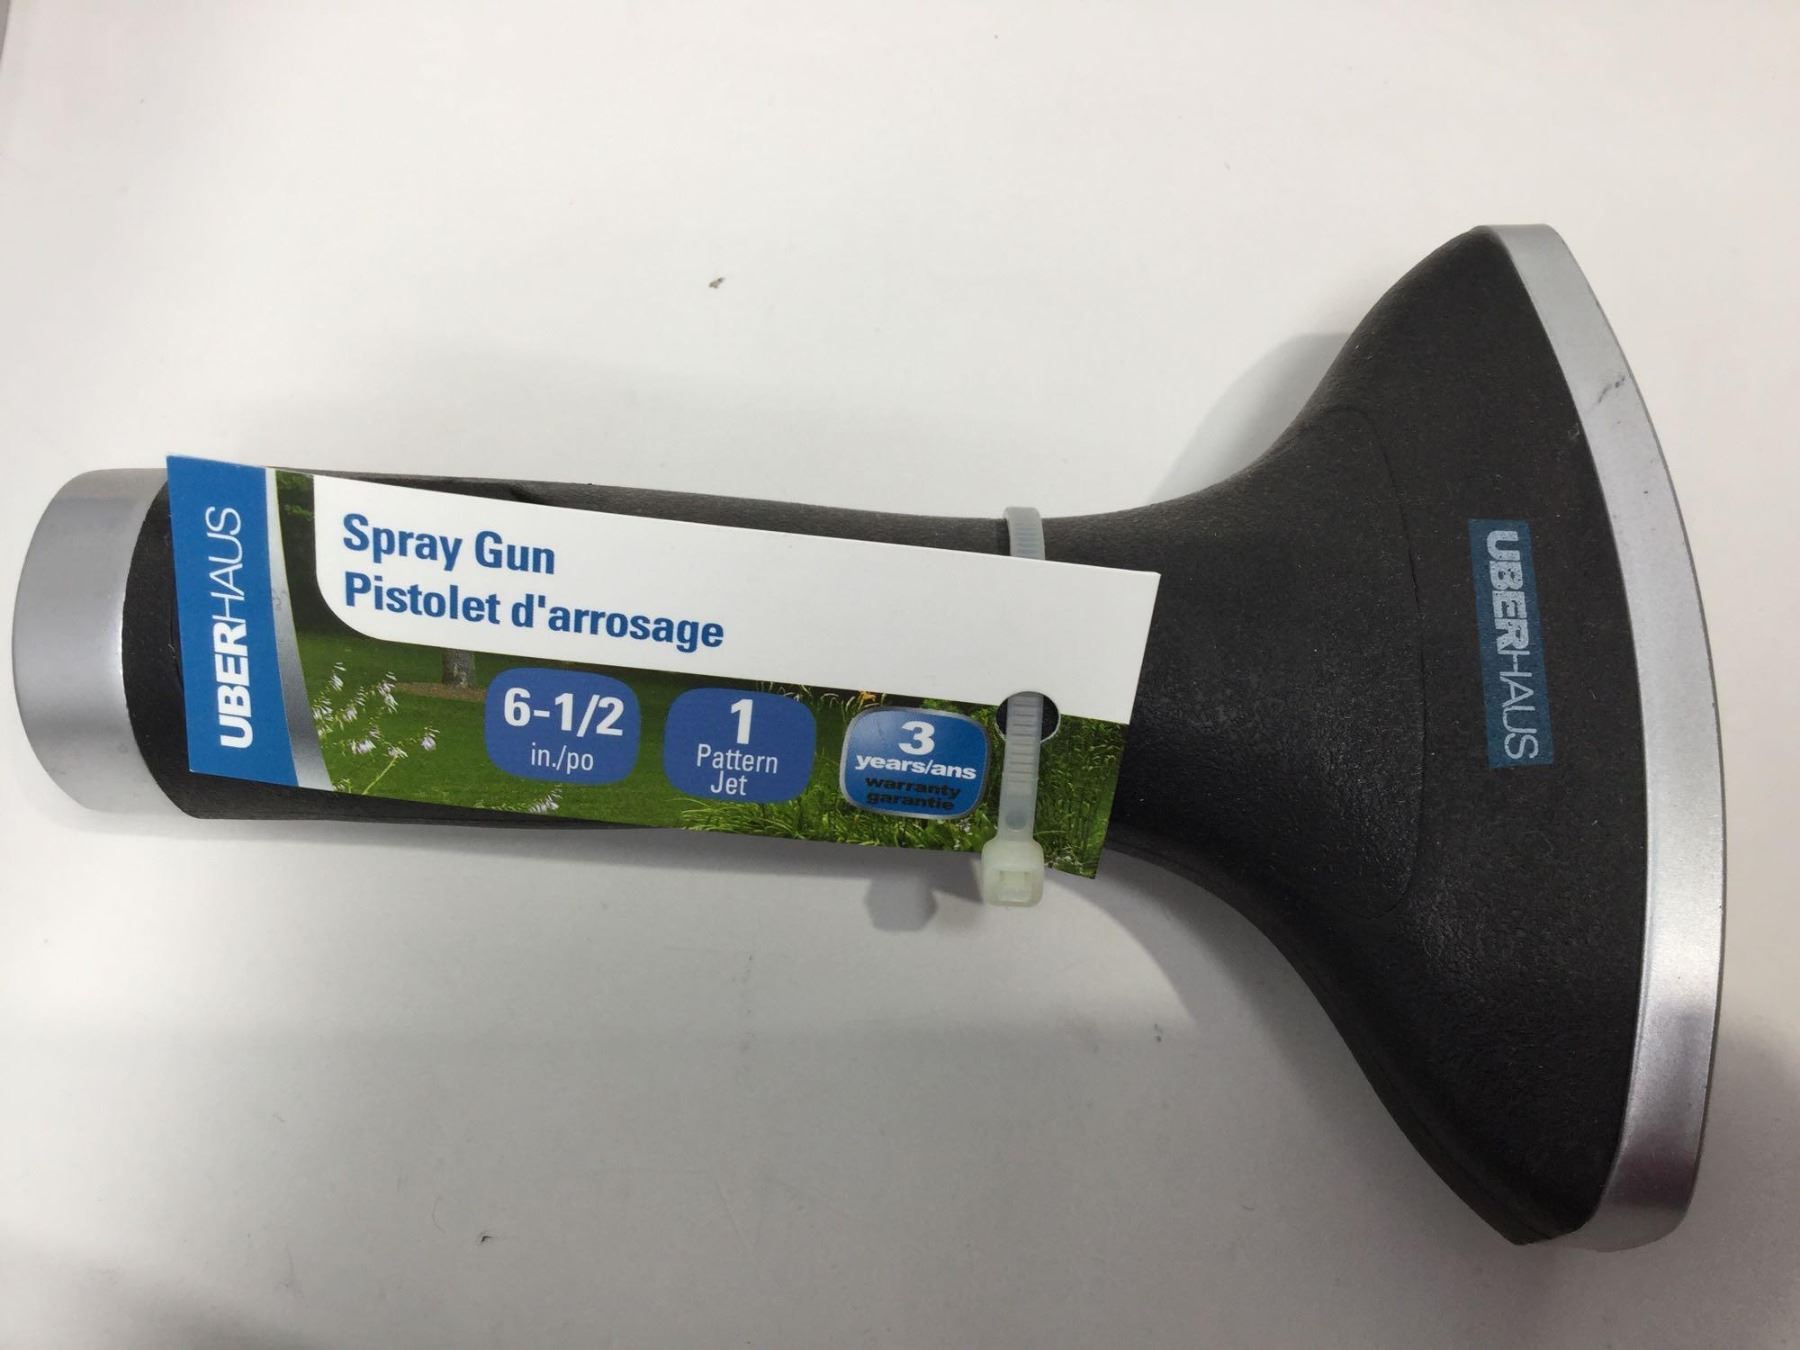 UBERHAUS
Spray Gun
Pistolet d'arrosage
6-1/2
in./po
1
Pattern
Jet
3
years/ans
warranty
garantie
UBERHAUS